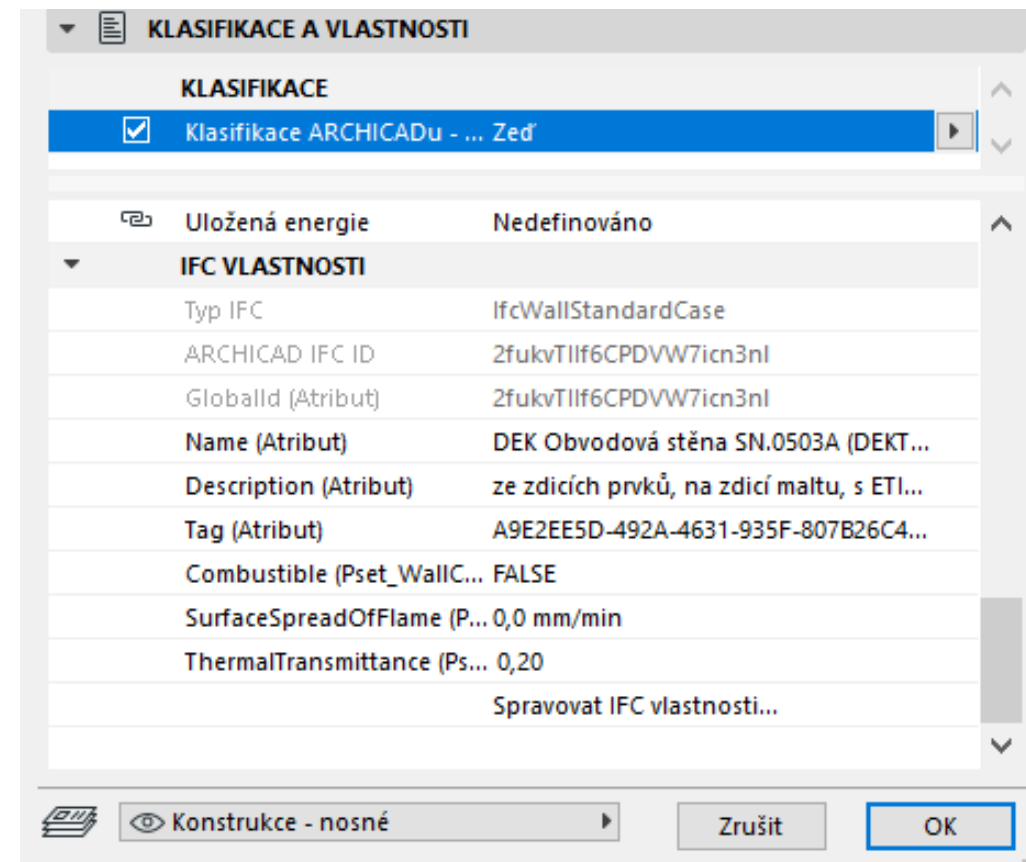 KLASIFIKACE A VLASTNOSTI
KLASIFIKACE
Klasifikace ARCHICADu - ... Zeď
Uložená energie Nedefinováno
IFC VLASTNOSTI
Typ IFC IfcWallStandardCase
ARCHICAD IFC ID 2fukvTIIf6CPDVW7icn3nI
GlobalId (Atribut) 2fukvTIIf6CPDVW7icn3nI
Name (Atribut) DEK Obvodová stěna SN.0503A (DEKT...
Description (Atribut) ze zdicích prvků, na zdicí maltu, s ETI...
Tag (Atribut) A9E2EE5D-492A-4631-935F-807B26C4...
Combustible (Pset_WallC... FALSE
SurfaceSpreadOfFlame (P... 0,0 mm/min
ThermalTransmittance (Ps... 0,20
Spravovat IFC vlastnosti...
Konstrukce - nosné Zrušit OK